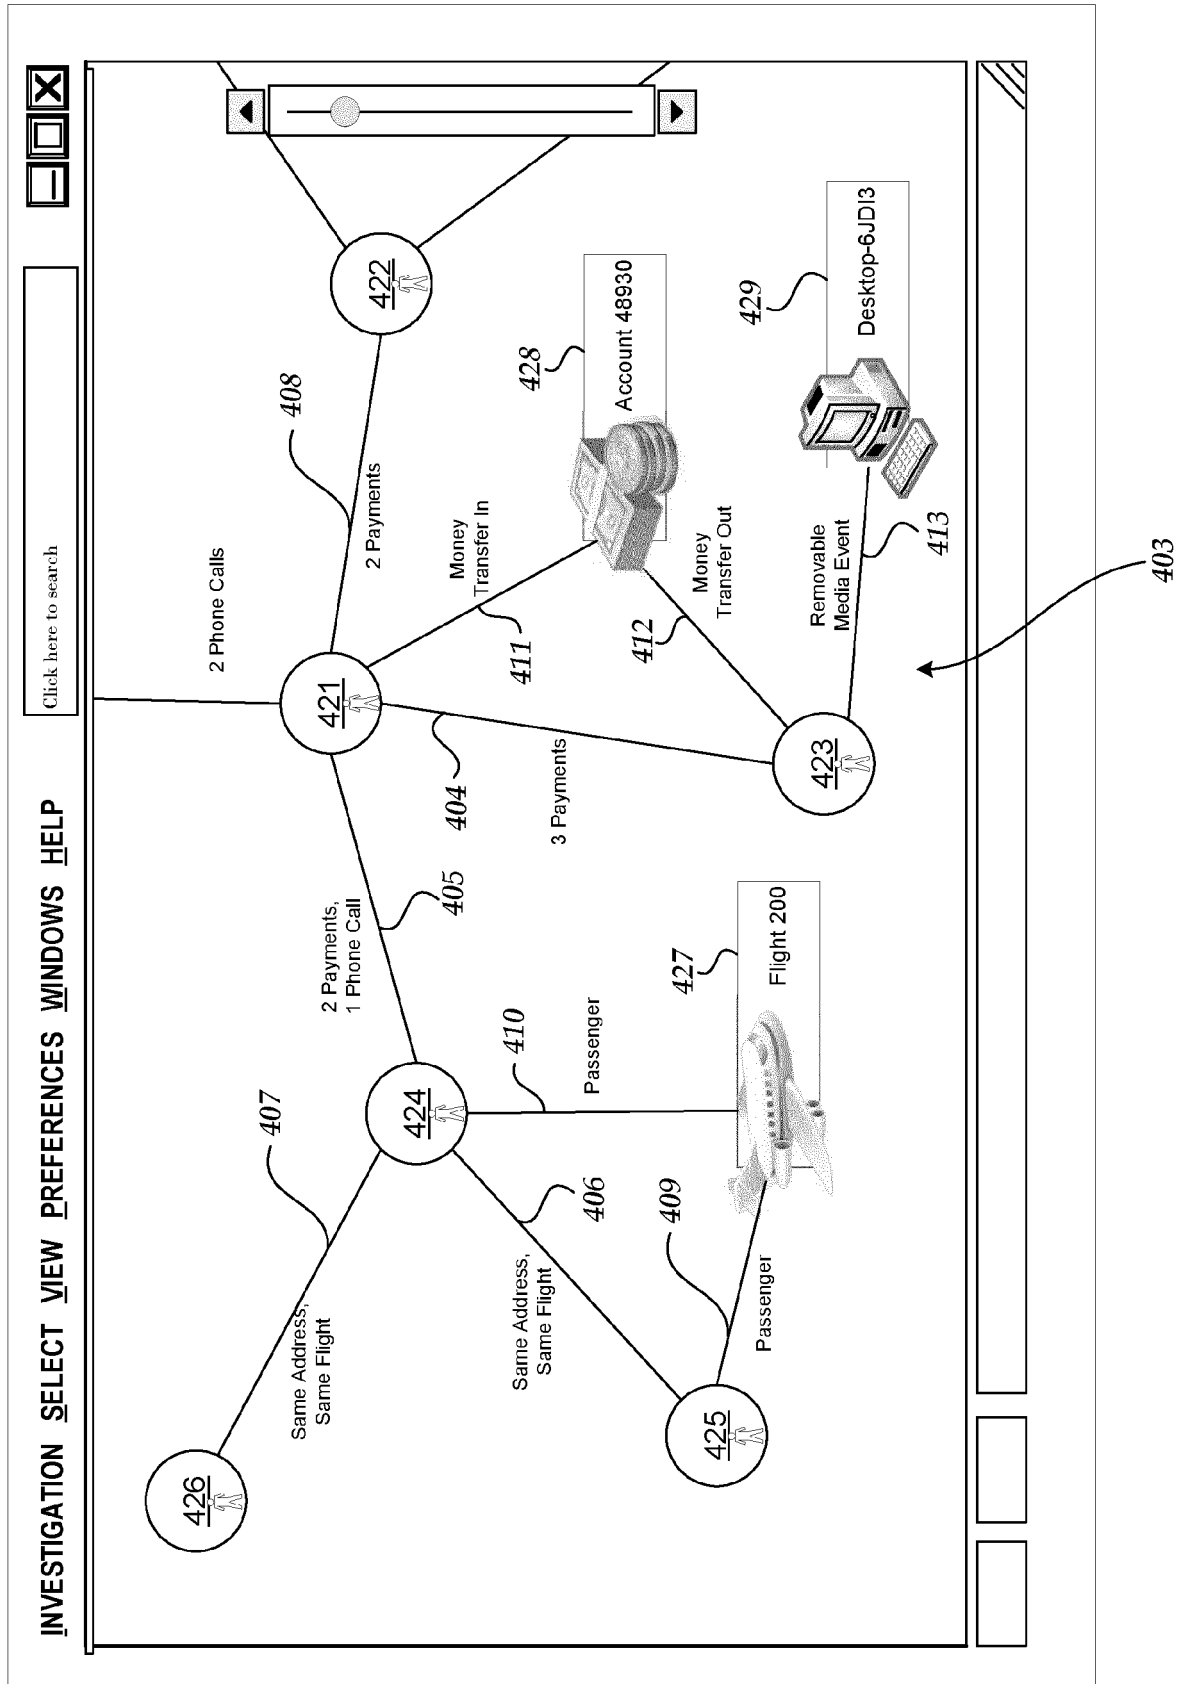 INVESTIGATION SELECT VIEW PREFERENCES WINDOWS HELP
Click here to search
2 Phone Calls
426
407
Same Address,
Same Flight
424
2 Payments,
1 Phone Call
405
421
408
2 Payments
422
404
3 Payments
411
Money
Transfer In
428
Account 48930
412
Money
Transfer Out
406
Same Address,
Same Flight
410
Passenger
425
409
Passenger
427
Flight 200
423
Removable
Media Event
413
429
Desktop-6JDI3
403